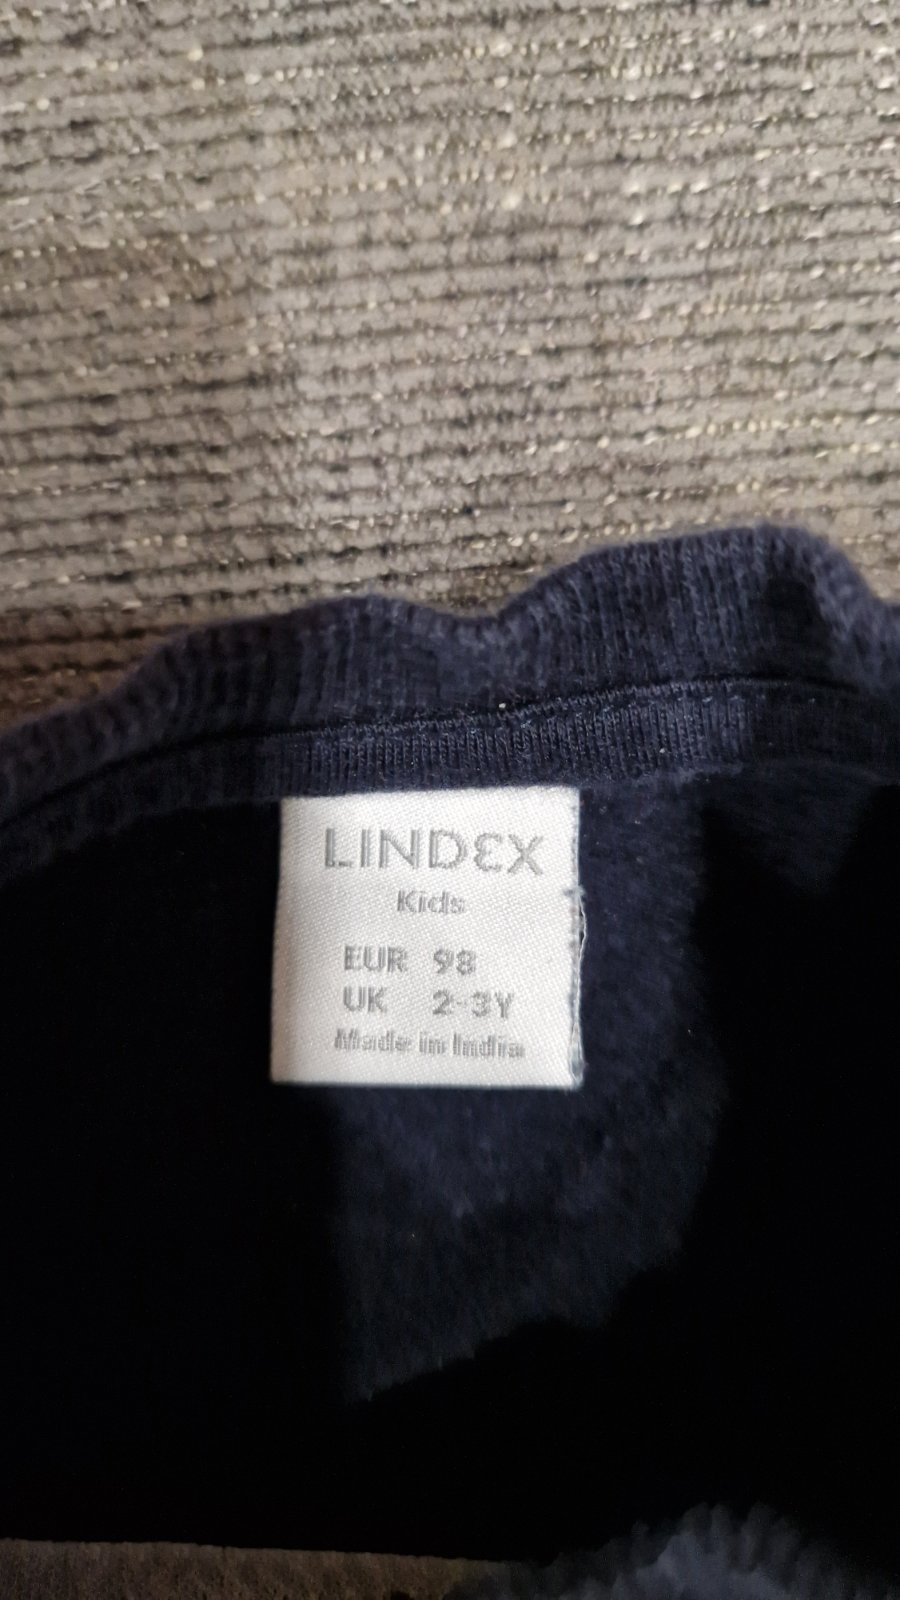 LINDEX
Kids
EUR 98
UK 2-3Y
Made in India